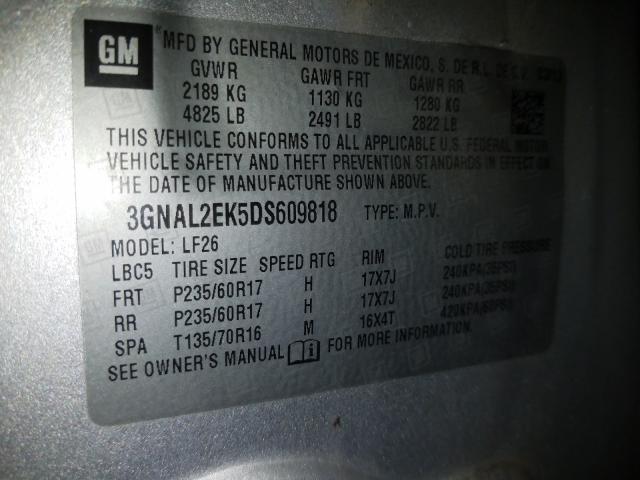 GM
MFD BY GENERAL MOTORS DE MEXICO, S. DE R.L. DE C.V.
GVWR GAWR FRT GAWR RR
2189 KG 1130 KG 1280 KG
4825 LB 2491 LB 2822 LB
THIS VEHICLE CONFORMS TO ALL APPLICABLE U.S. FEDERAL MOTOR
VEHICLE SAFETY AND THEFT PREVENTION STANDARDS IN EFFECT ON
THE DATE OF MANUFACTURE SHOWN ABOVE.
3GNAL2EK5DS609818 TYPE: M.P.V.
MODEL: LF26
LBC5 TIRE SIZE SPEED RTG RIM COLD TIRE PRESSURE
FRT P235/60R17 H 17X7J 240KPA(35PSI)
RR P235/60R17 H 17X7J 240KPA(35PSI)
SPA T135/70R16 M 16X4T 420KPA(60PSI)
SEE OWNER'S MANUAL i FOR MORE INFORMATION.